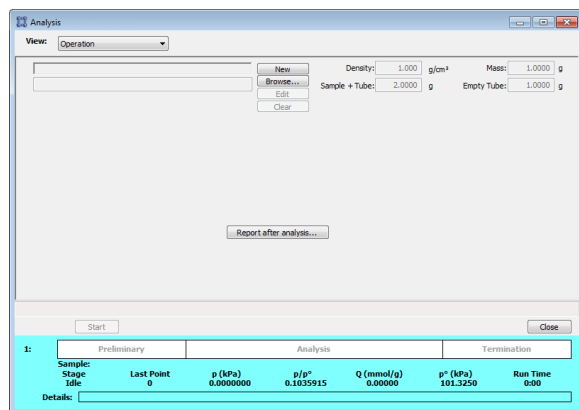 Analysis
View: Operation
New
Density: 1.000 g/cm³ Mass: 1.0000 g
Browse...
Sample + Tube: 2.0000 g Empty Tube: 1.0000 g
Edit
Clear
Report after analysis...
Start Close
1: Preliminary Analysis Termination
Sample:
Stage Last Point p (kPa) p/p° Q (mmol/g) p° (kPa) Run Time
Idle 0 0.0000000 0.1035915 0.00000 101.3250 0:00
Details: